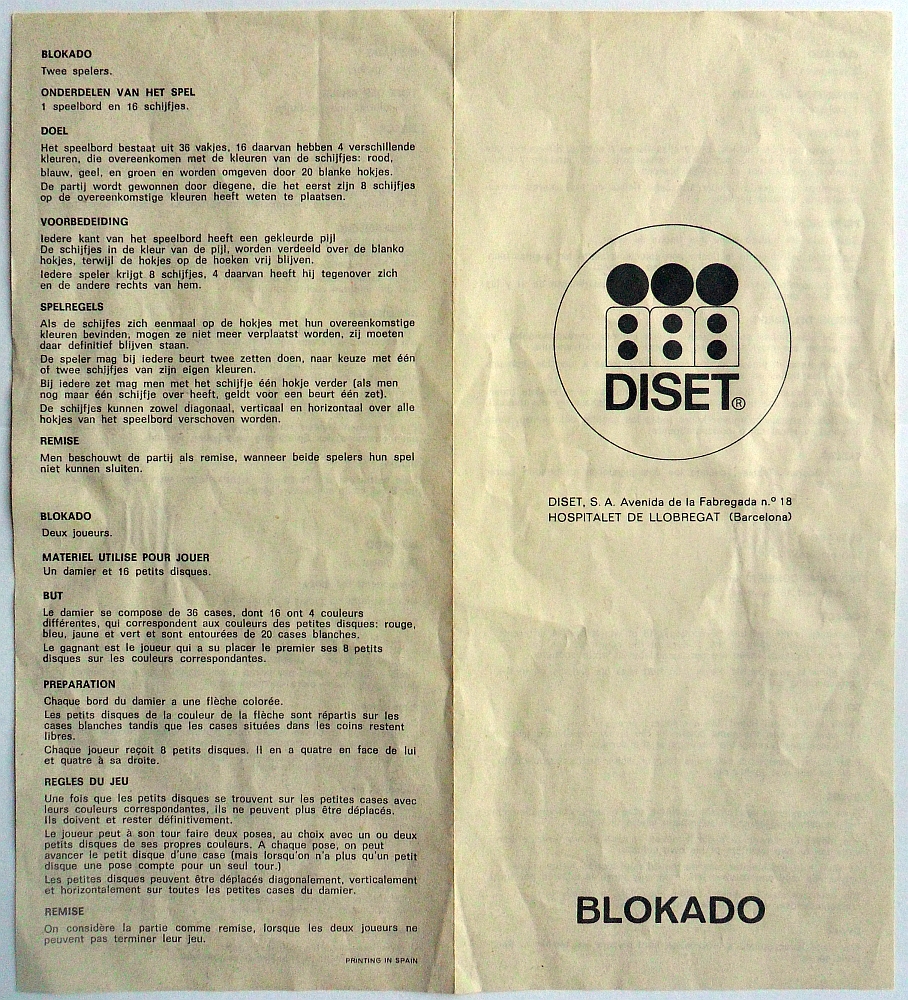 BLOKADO
Twee spelers.
ONDERDELEN VAN HET SPEL
1 speelbord en 16 schijfjes.
DOEL
Het speelbord bestaat uit 36 vakjes, 16 daarvan hebben 4 verschillende
kleuren, die overeenkomen met de kleuren van de schijfjes: rood,
blauw, geel, en groen en worden omgeven door 20 blanke hokjes.
De partij wordt gewonnen door diegene, die het eerst zijn 8 schijfjes
op de overeenkomstige kleuren heeft weten te plaatsen.
VOORBEDEIDING
Iedere kant van het speelbord heeft een gekleurde pijl
De schijfjes in de kleur van de pijl, worden verdeeld over de blanko
hokjes, terwijl de hokjes op de hoeken vrij blijven.
Iedere speler krijgt 8 schijfjes, 4 daarvan heeft hij tegenover zich
en de andere rechts van hem.
SPELREGELS
Als de schijfes zich eenmaal op de hokjes met hun overeenkomstige
kleuren bevinden, mogen ze niet meer verplaatst worden, zij moeten
daar definitief blijven staan.
De speler mag bij iedere beurt twee zetten doen, naar keuze met één
of twee schijfjes van zijn eigen kleuren.
Bij iedere zet mag men met het schijfje één hokje verder (als men
nog maar één schijfje over heeft, geldt voor een beurt één zet).
De schijfjes kunnen zowel diagonaal, verticaal en horizontaal over alle
hokjes van het speelbord verschoven worden.
REMISE
Men beschouwt de partij als remise, wanneer beide spelers hun spel
niet kunnen sluiten.
BLOKADO
Deux joueurs.
MATERIEL UTILISE POUR JOUER
Un damier et 16 petits disques.
BUT
Le damier se compose de 36 cases, dont 16 ont 4 couleurs
différentes, qui correspondent aux couleurs des petites disques: rouge,
bleu, jaune et vert et sont entourées de 20 cases blanches.
Le gagnant est le joueur qui a su placer le premier ses 8 petits
disques sur les couleurs correspondantes.
PREPARATION
Chaque bord du damier a une flèche colorée.
Les petits disques de la couleur de la flèche sont répartis sur les
cases blanches tandis que les cases situées dans les coins restent
libres.
Chaque joueur reçoit 8 petits disques. Il en a quatre en face de lui
et quatre à sa droite.
REGLES DU JEU
Une fois que les petits disques se trouvent sur les petites cases avec
leurs couleurs correspondantes, ils ne peuvent plus être déplacés.
Ils doivent et rester définitivement.
Le joueur peut à son tour faire deux poses, au choix avec un ou deux
petits disques de ses propres couleurs. A chaque pose, on peut
avancer le petit disque d'une case (mais lorsqu'on n'a plus qu'un petit
disque une pose compte pour un seul tour.)
Les petites disques peuvent être déplacés diagonalement, verticalement
et horizontalement sur toutes les petites cases du damier.
REMISE
On considère la partie comme remise, lorsque les deux joueurs ne
peuvent pas terminer leur jeu.
PRINTING IN SPAIN
DISET®
DISET, S. A. Avenida de la Fabregada n.º 18
HOSPITALET DE LLOBREGAT (Barcelona)
BLOKADO